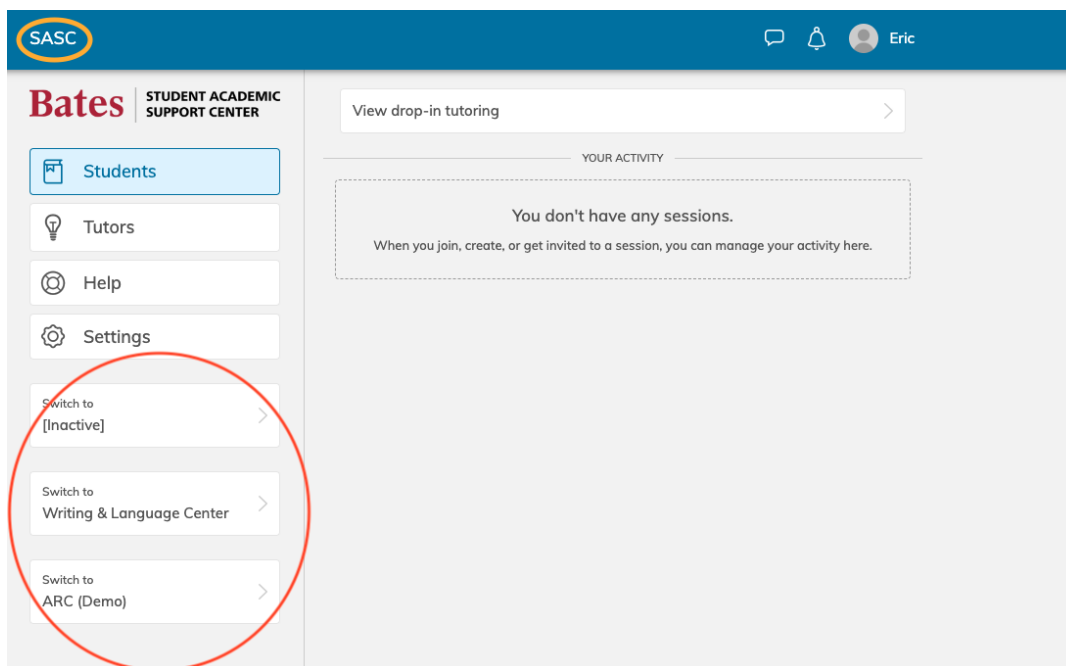 SASC
Eric
Bates
STUDENT ACADEMIC
SUPPORT CENTER
Students
Tutors
Help
Settings
Switch to
[Inactive]
Switch to
Writing & Language Center
Switch to
ARC (Demo)
View drop-in tutoring
YOUR ACTIVITY
You don't have any sessions.
When you join, create, or get invited to a session, you can manage your activity here.